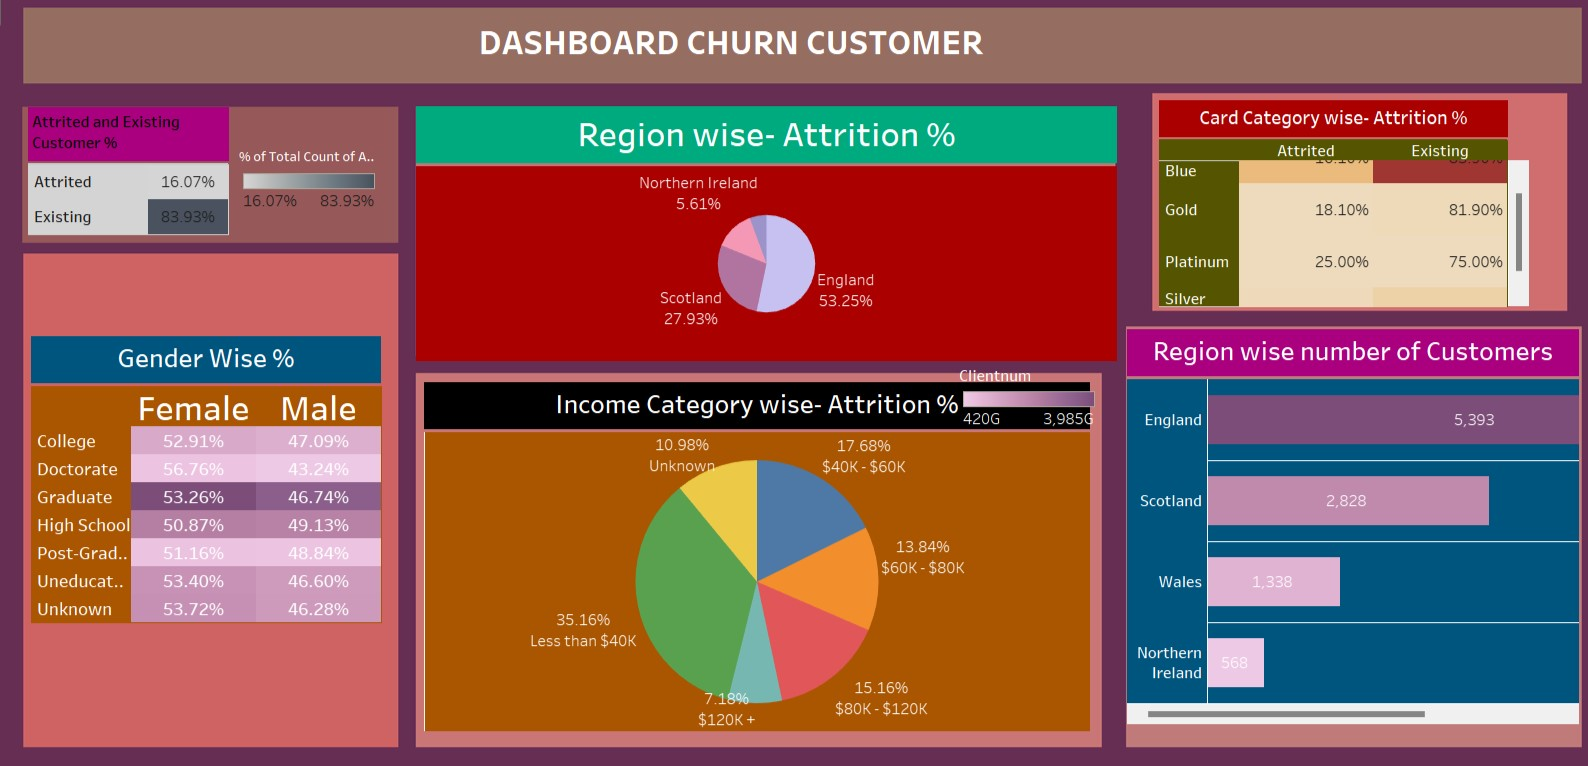 DASHBOARD CHURN CUSTOMER
Attrited and Existing
Customer %
Attrited 16.07%
Existing 83.93%
% of Total Count of A..
16.07% 83.93%
Gender Wise %
Female Male
College 52.91% 47.09%
Doctorate 56.76% 43.24%
Graduate 53.26% 46.74%
High School 50.87% 49.13%
Post-Grad.. 51.16% 48.84%
Uneducat.. 53.40% 46.60%
Unknown 53.72% 46.28%
Region wise- Attrition %
Northern Ireland
5.61%
England
53.25%
Scotland
27.93%
Income Category wise- Attrition %
Clientnum
420G 3,985G
10.98%
Unknown
17.68%
$40K - $60K
13.84%
$60K - $80K
35.16%
Less than $40K
15.16%
$80K - $120K
7.18%
$120K +
Card Category wise- Attrition %
Attrited Existing
Blue
Gold 18.10% 81.90%
Platinum 25.00% 75.00%
Silver
Region wise number of Customers
England 5,393
Scotland 2,828
Wales 1,338
Northern
Ireland 568